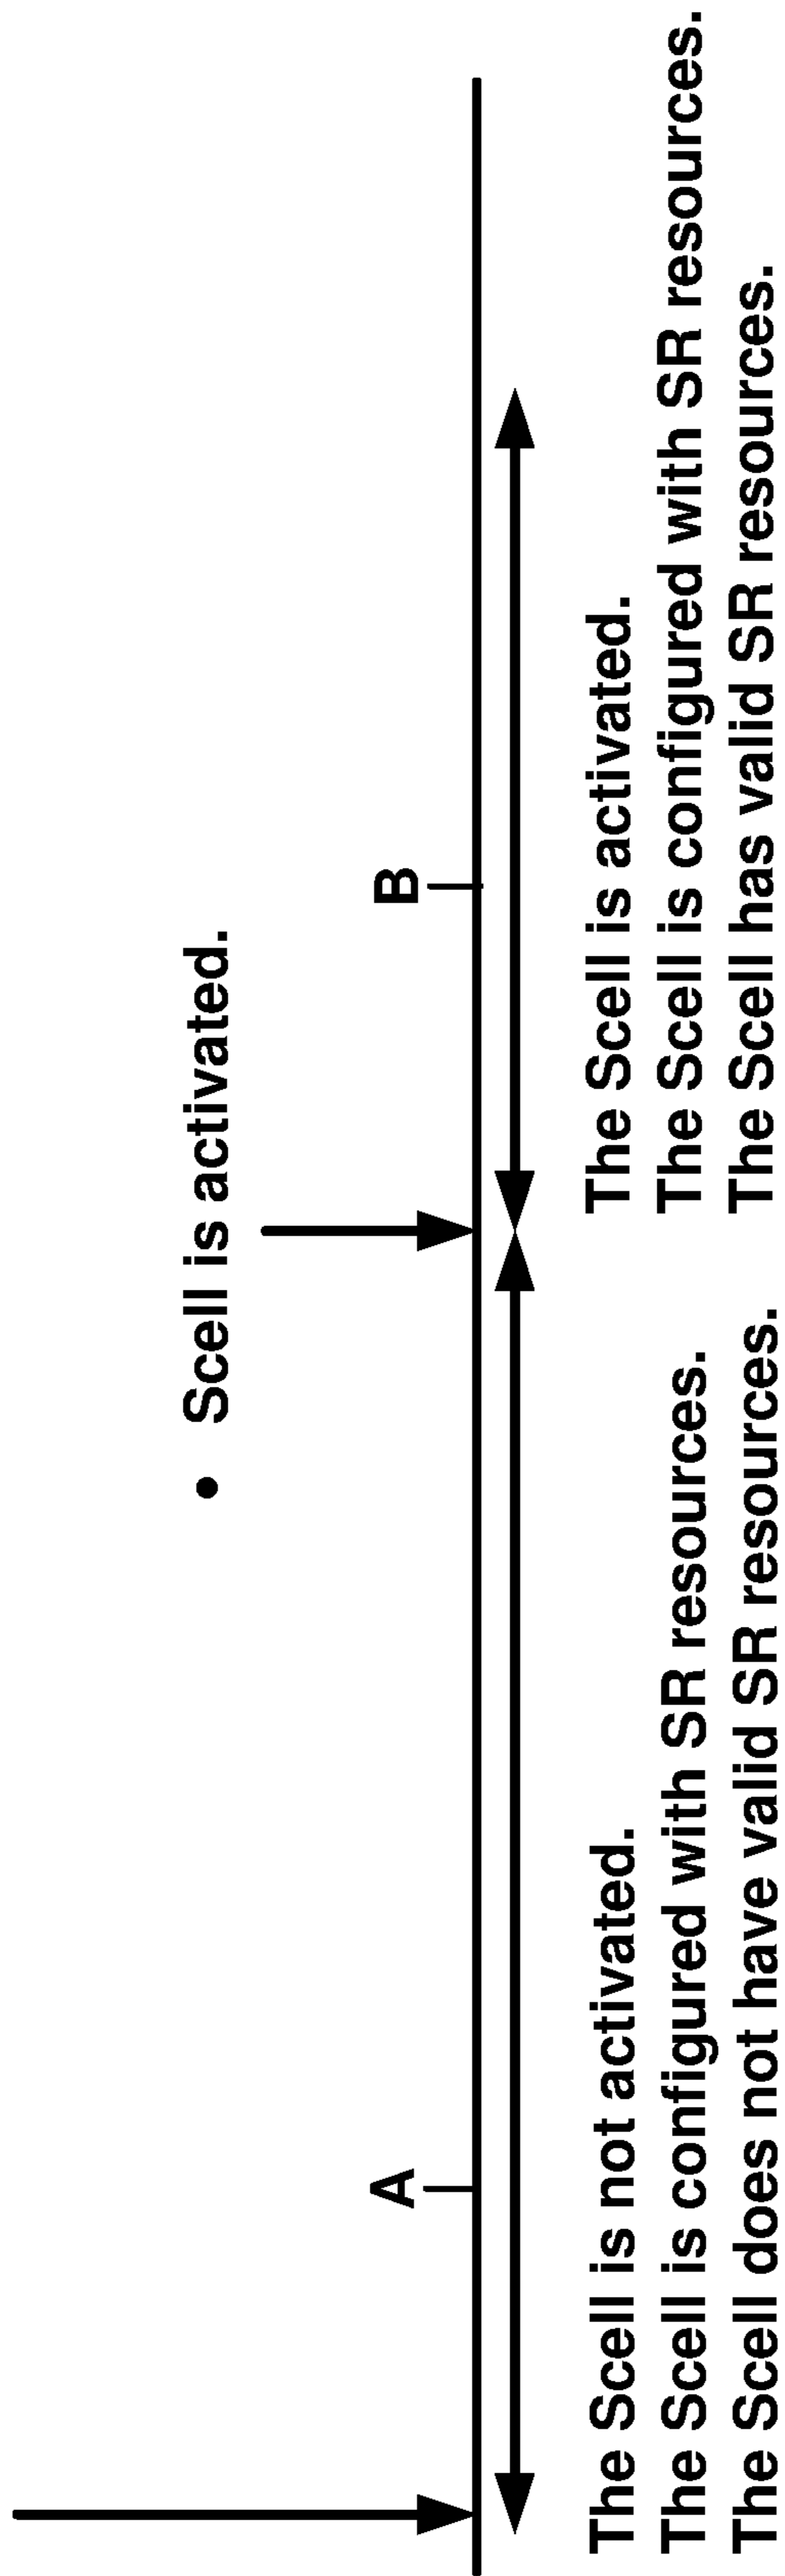 • Scell is activated.
A
B
The Scell is not activated.
The Scell is configured with SR resources.
The Scell does not have valid SR resources.
The Scell is activated.
The Scell is configured with SR resources.
The Scell has valid SR resources.